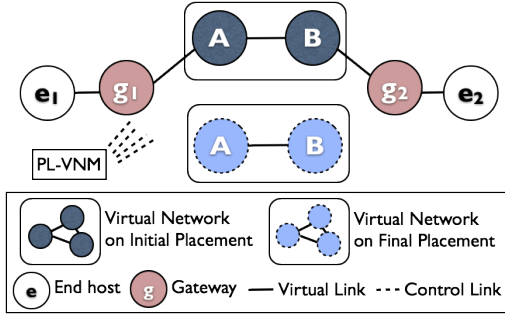 A B
e1 g1 g2 e2
A B
PL-VNM
Virtual Network
on Initial Placement
Virtual Network
on Final Placement
e End host g Gateway Virtual Link Control Link